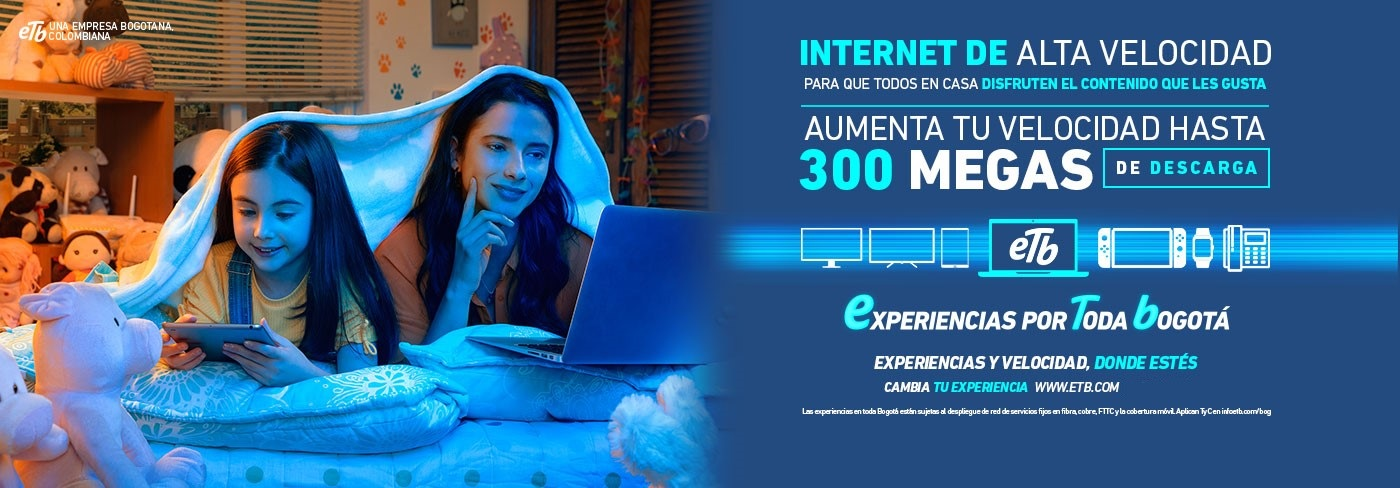 eTb UNA EMPRESA BOGOTANA,
COLOMBIANA
INTERNET DE ALTA VELOCIDAD
PARA QUE TODOS EN CASA DISFRUTEN EL CONTENIDO QUE LES GUSTA
AUMENTA TU VELOCIDAD HASTA
300 MEGAS DE DESCARGA
eTb
EXPERIENCIAS POR TODA BOGOTÁ
EXPERIENCIAS Y VELOCIDAD, DONDE ESTÉS
CAMBIA TU EXPERIENCIA WWW.ETB.COM
Las experiencias en toda Bogotá están sujetas al despliegue de red de servicios fijos en fibra, cobre, FTTC y la cobertura móvil. Aplican TyC en infoetb.com/bog